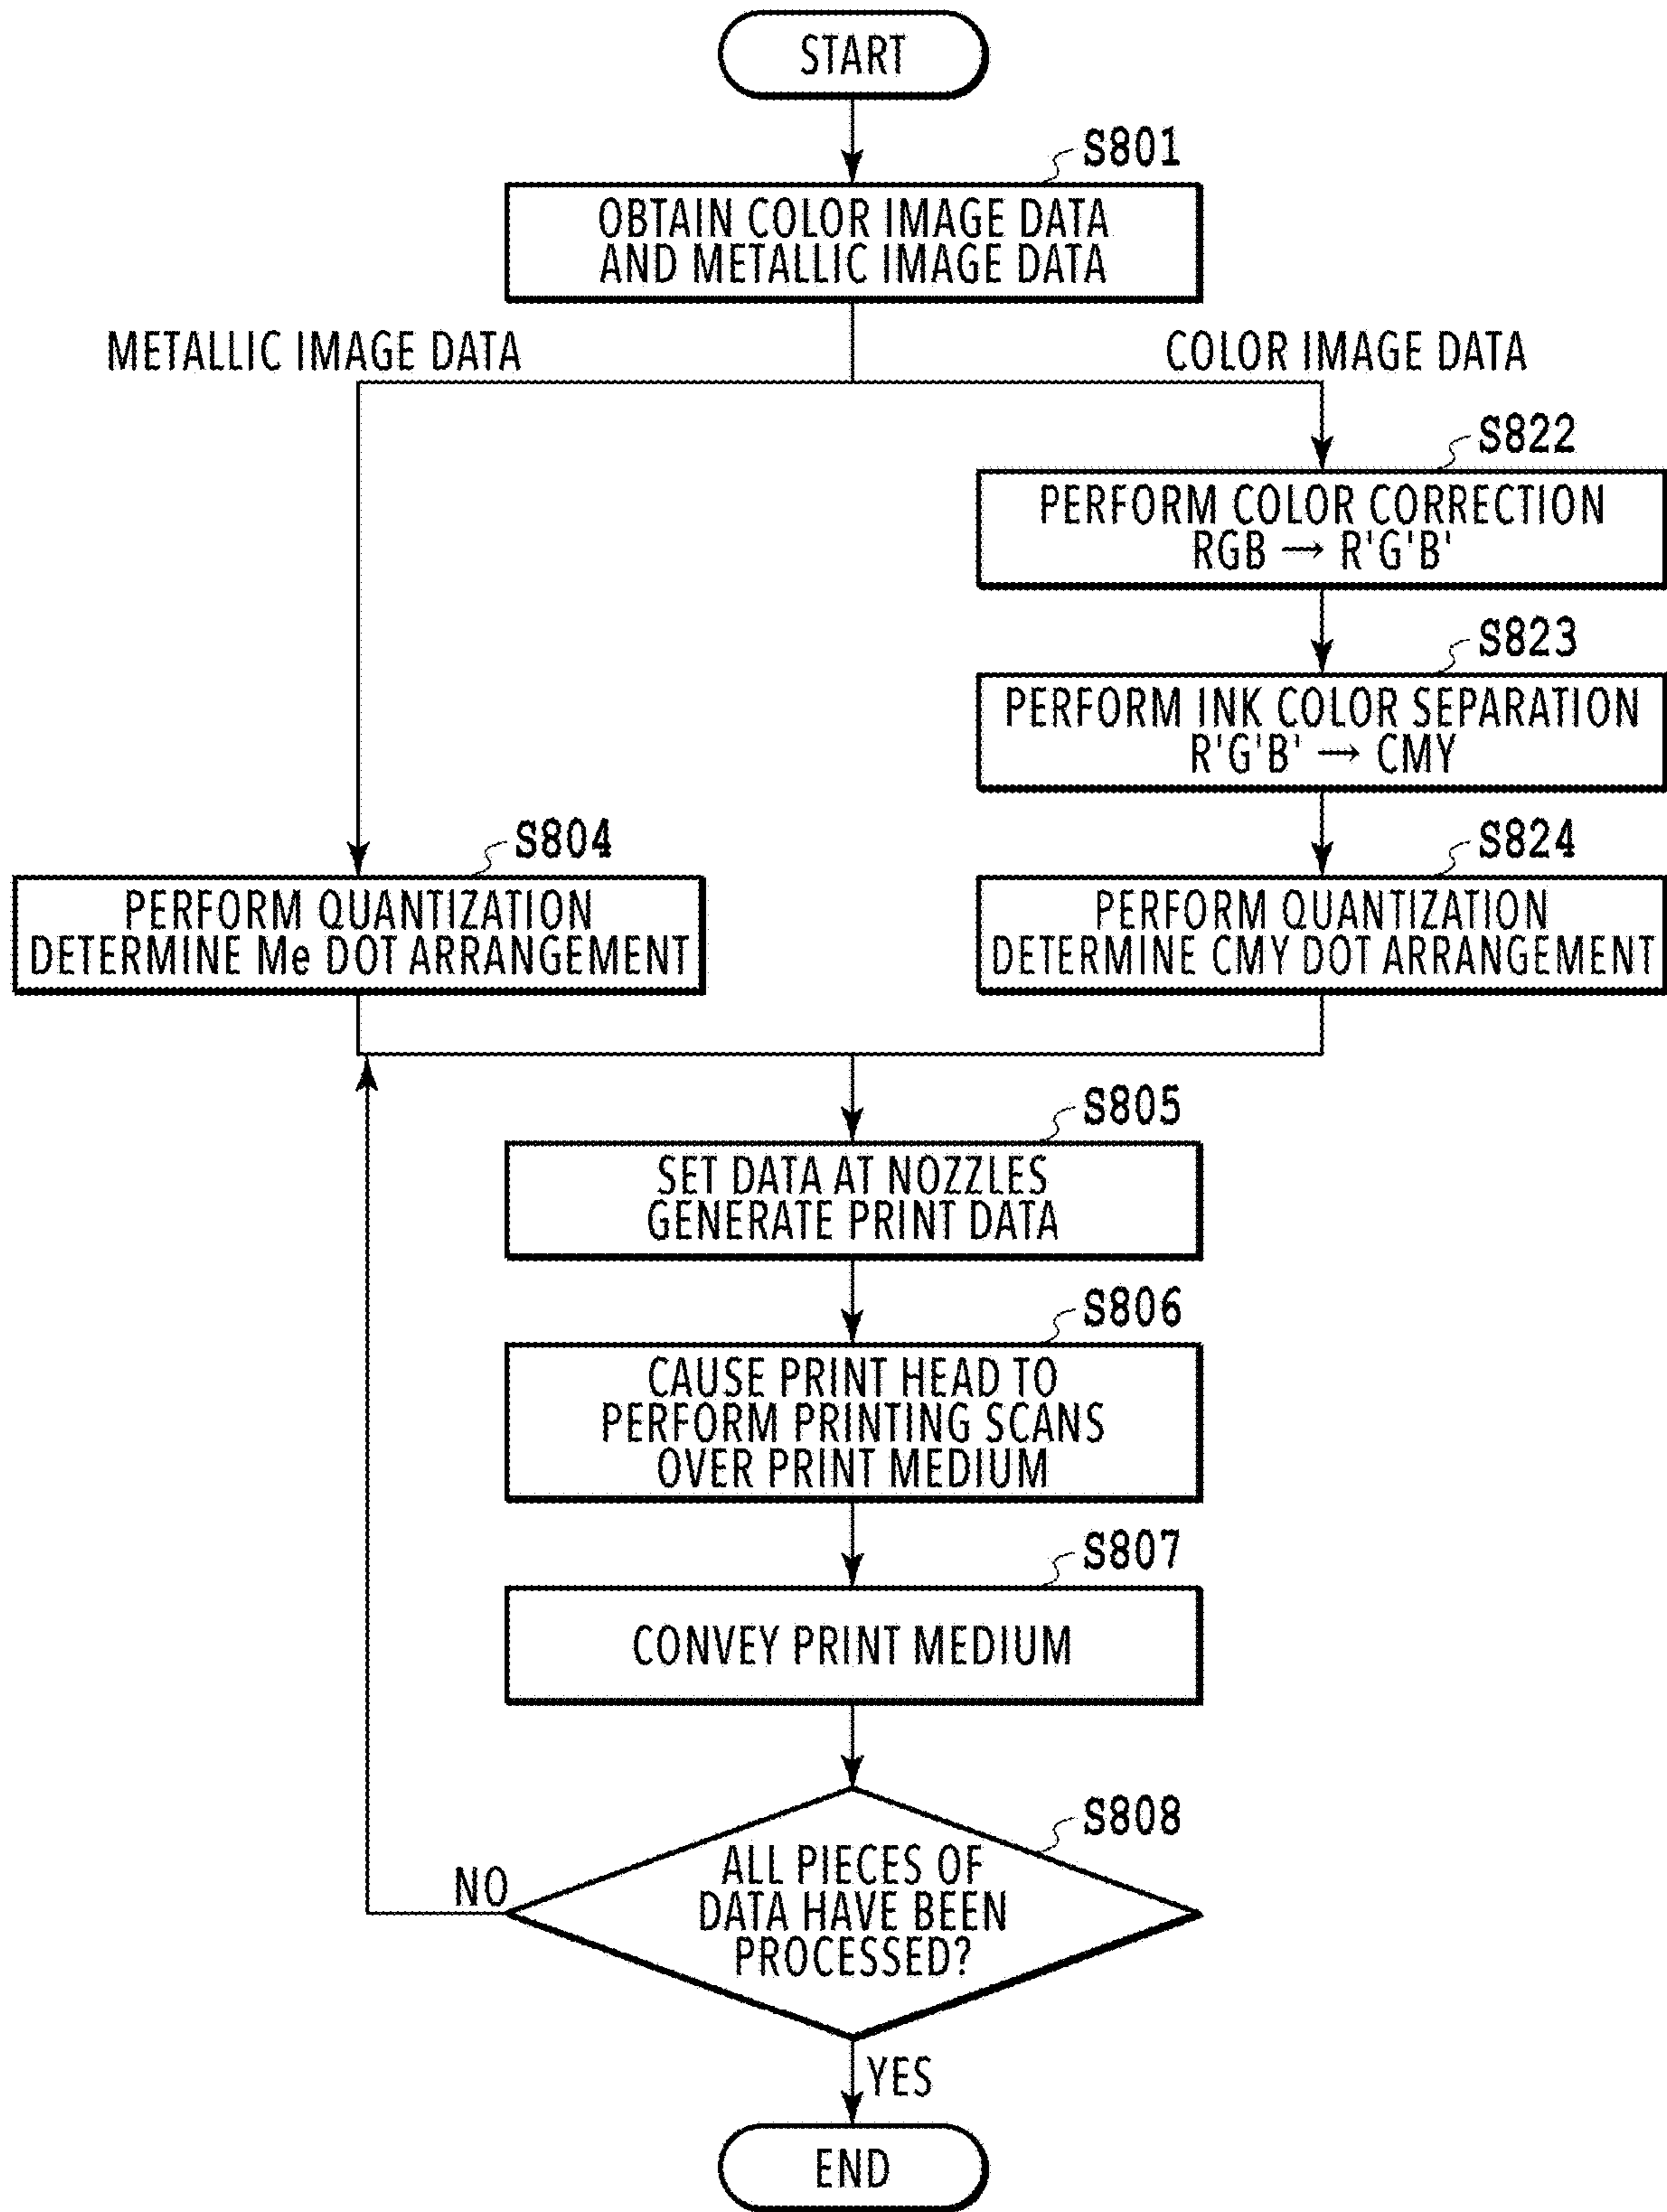 START
S801
OBTAIN COLOR IMAGE DATA
AND METALLIC IMAGE DATA
METALLIC IMAGE DATA
COLOR IMAGE DATA
S822
PERFORM COLOR CORRECTION
RGB → R'G'B'
S823
PERFORM INK COLOR SEPARATION
R'G'B' → CMY
S804
PERFORM QUANTIZATION
DETERMINE Me DOT ARRANGEMENT
S824
PERFORM QUANTIZATION
DETERMINE CMY DOT ARRANGEMENT
S805
SET DATA AT NOZZLES
GENERATE PRINT DATA
S806
CAUSE PRINT HEAD TO
PERFORM PRINTING SCANS
OVER PRINT MEDIUM
S807
CONVEY PRINT MEDIUM
S808
ALL PIECES OF
DATA HAVE BEEN
PROCESSED?
NO
YES
END